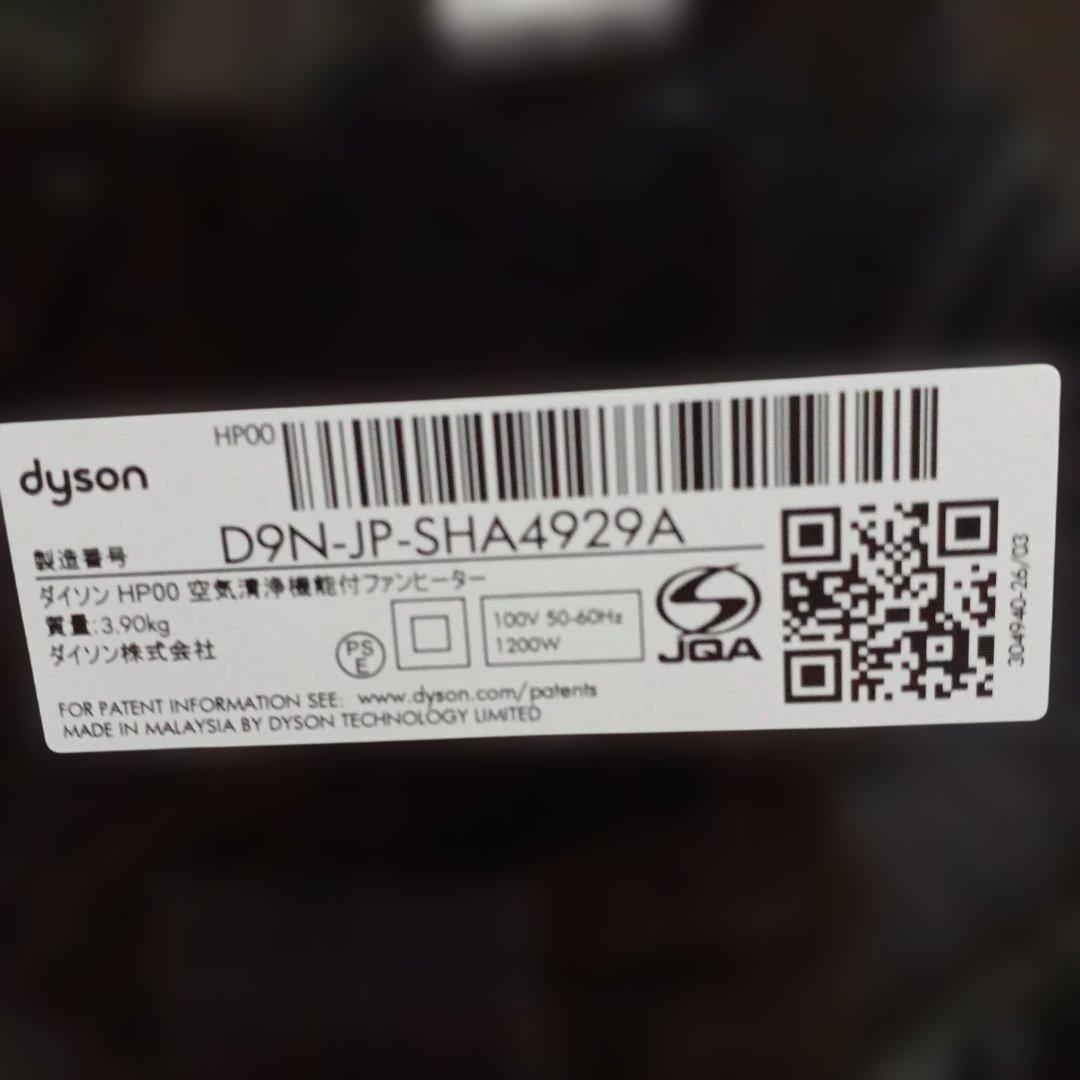 HP00
dyson
製造番号 D9N-JP-SHA4929A
ダイソン HP00 空気清浄機能付ファンヒーター
質量:3.90kg
ダイソン株式会社
PS
E
100V 50-60Hz
1200W
JQA
304940-26/03
FOR PATENT INFORMATION SEE: www.dyson.com/patents
MADE IN MALAYSIA BY DYSON TECHNOLOGY LIMITED